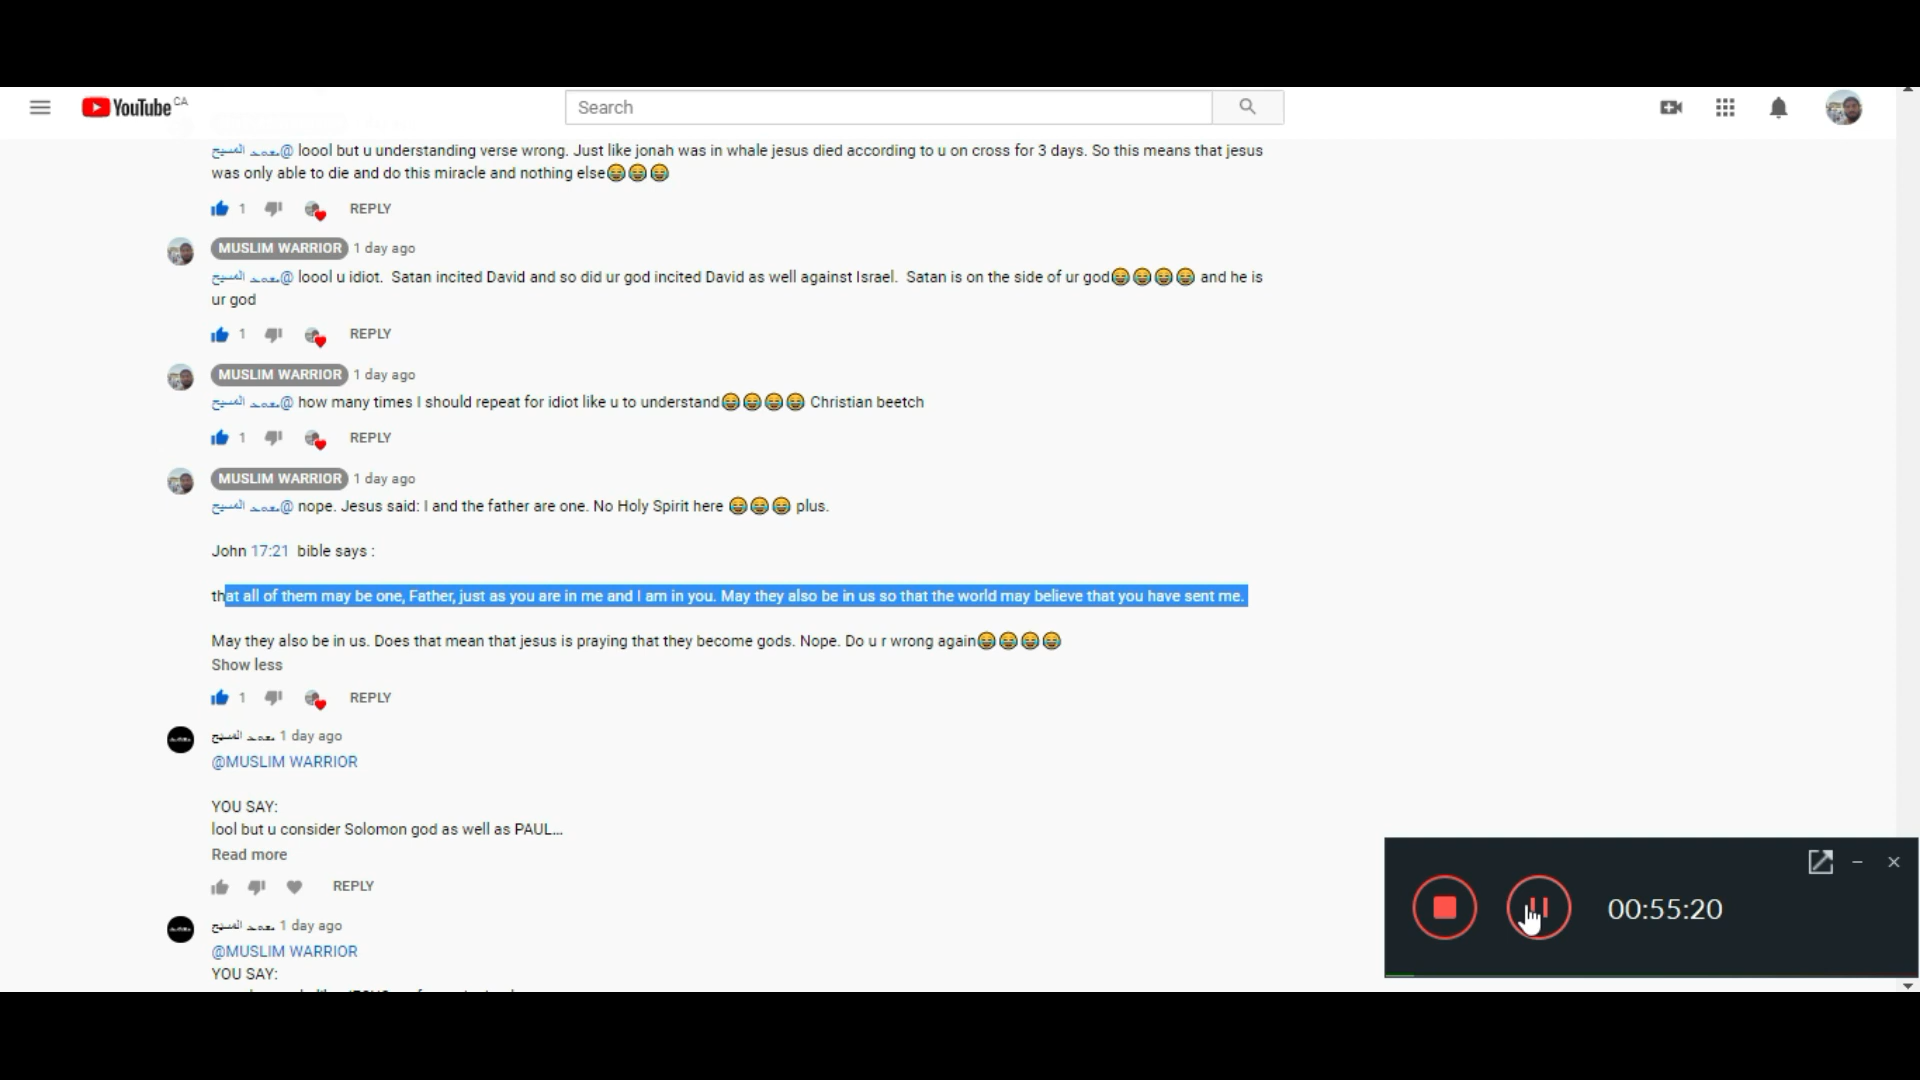 YouTube CA
Search
@محمد المسيح loool but u understanding verse wrong. Just like jonah was in whale jesus died according to u on cross for 3 days. So this means that jesus
was only able to die and do this miracle and nothing else😂😂😂
1 REPLY
MUSLIM WARRIOR 1 day ago
@محمد المسيح loool u idiot. Satan incited David and so did ur god incited David as well against Israel. Satan is on the side of ur god😂😂😂😂 and he is
ur god
1 REPLY
MUSLIM WARRIOR 1 day ago
@محمد المسيح how many times I should repeat for idiot like u to understand😂😂😂😂 Christian beetch
1 REPLY
MUSLIM WARRIOR 1 day ago
@محمد المسيح nope. Jesus said: I and the father are one. No Holy Spirit here 😂😂😂 plus.
John 17:21 bible says :
that all of them may be one, Father, just as you are in me and I am in you. May they also be in us so that the world may believe that you have sent me.
May they also be in us. Does that mean that jesus is praying that they become gods. Nope. Do u r wrong again😂😂😂😂
Show less
1 REPLY
محمد المسيح 1 day ago
@MUSLIM WARRIOR
YOU SAY:
lool but u consider Solomon god as well as PAUL...
Read more
REPLY
محمد المسيح 1 day ago
@MUSLIM WARRIOR
YOU SAY:
00:55:20